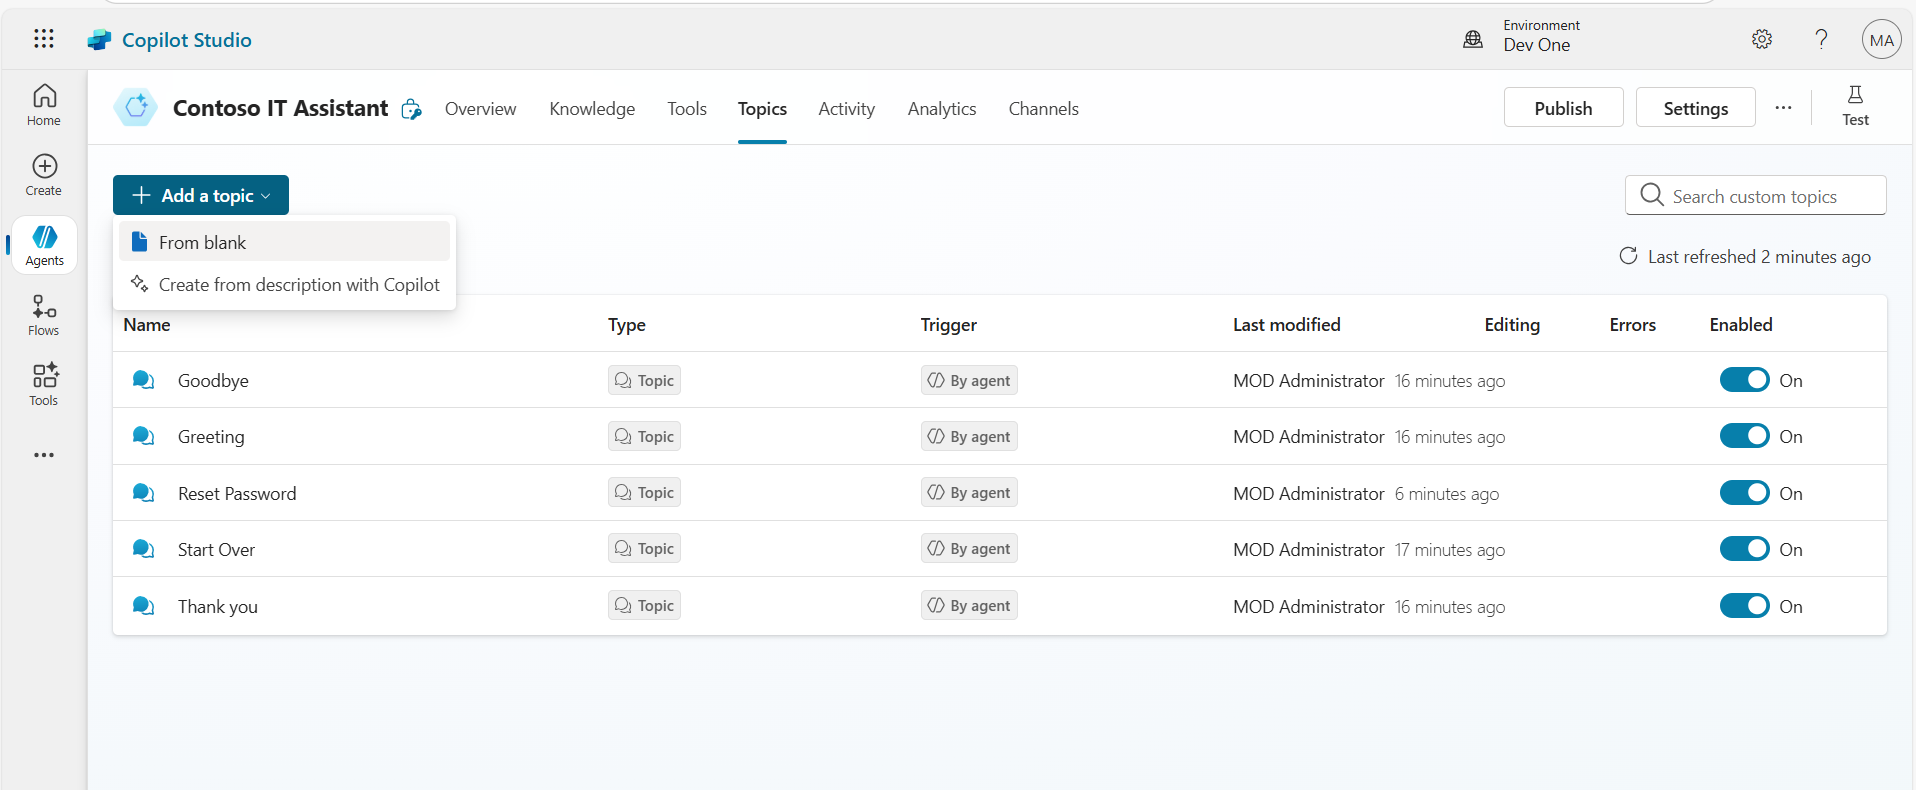 Copilot Studio
Environment
Dev One
?
MA
Home
Create
Agents
Flows
Tools
Contoso IT Assistant
Overview
Knowledge
Tools
Topics
Activity
Analytics
Channels
Publish
Settings
Test
Add a topic
Search custom topics
From blank
Create from description with Copilot
Last refreshed 2 minutes ago
Name Type Trigger Last modified Editing Errors Enabled
Goodbye Topic By agent MOD Administrator 16 minutes ago On
Greeting Topic By agent MOD Administrator 16 minutes ago On
Reset Password Topic By agent MOD Administrator 6 minutes ago On
Start Over Topic By agent MOD Administrator 17 minutes ago On
Thank you Topic By agent MOD Administrator 16 minutes ago On